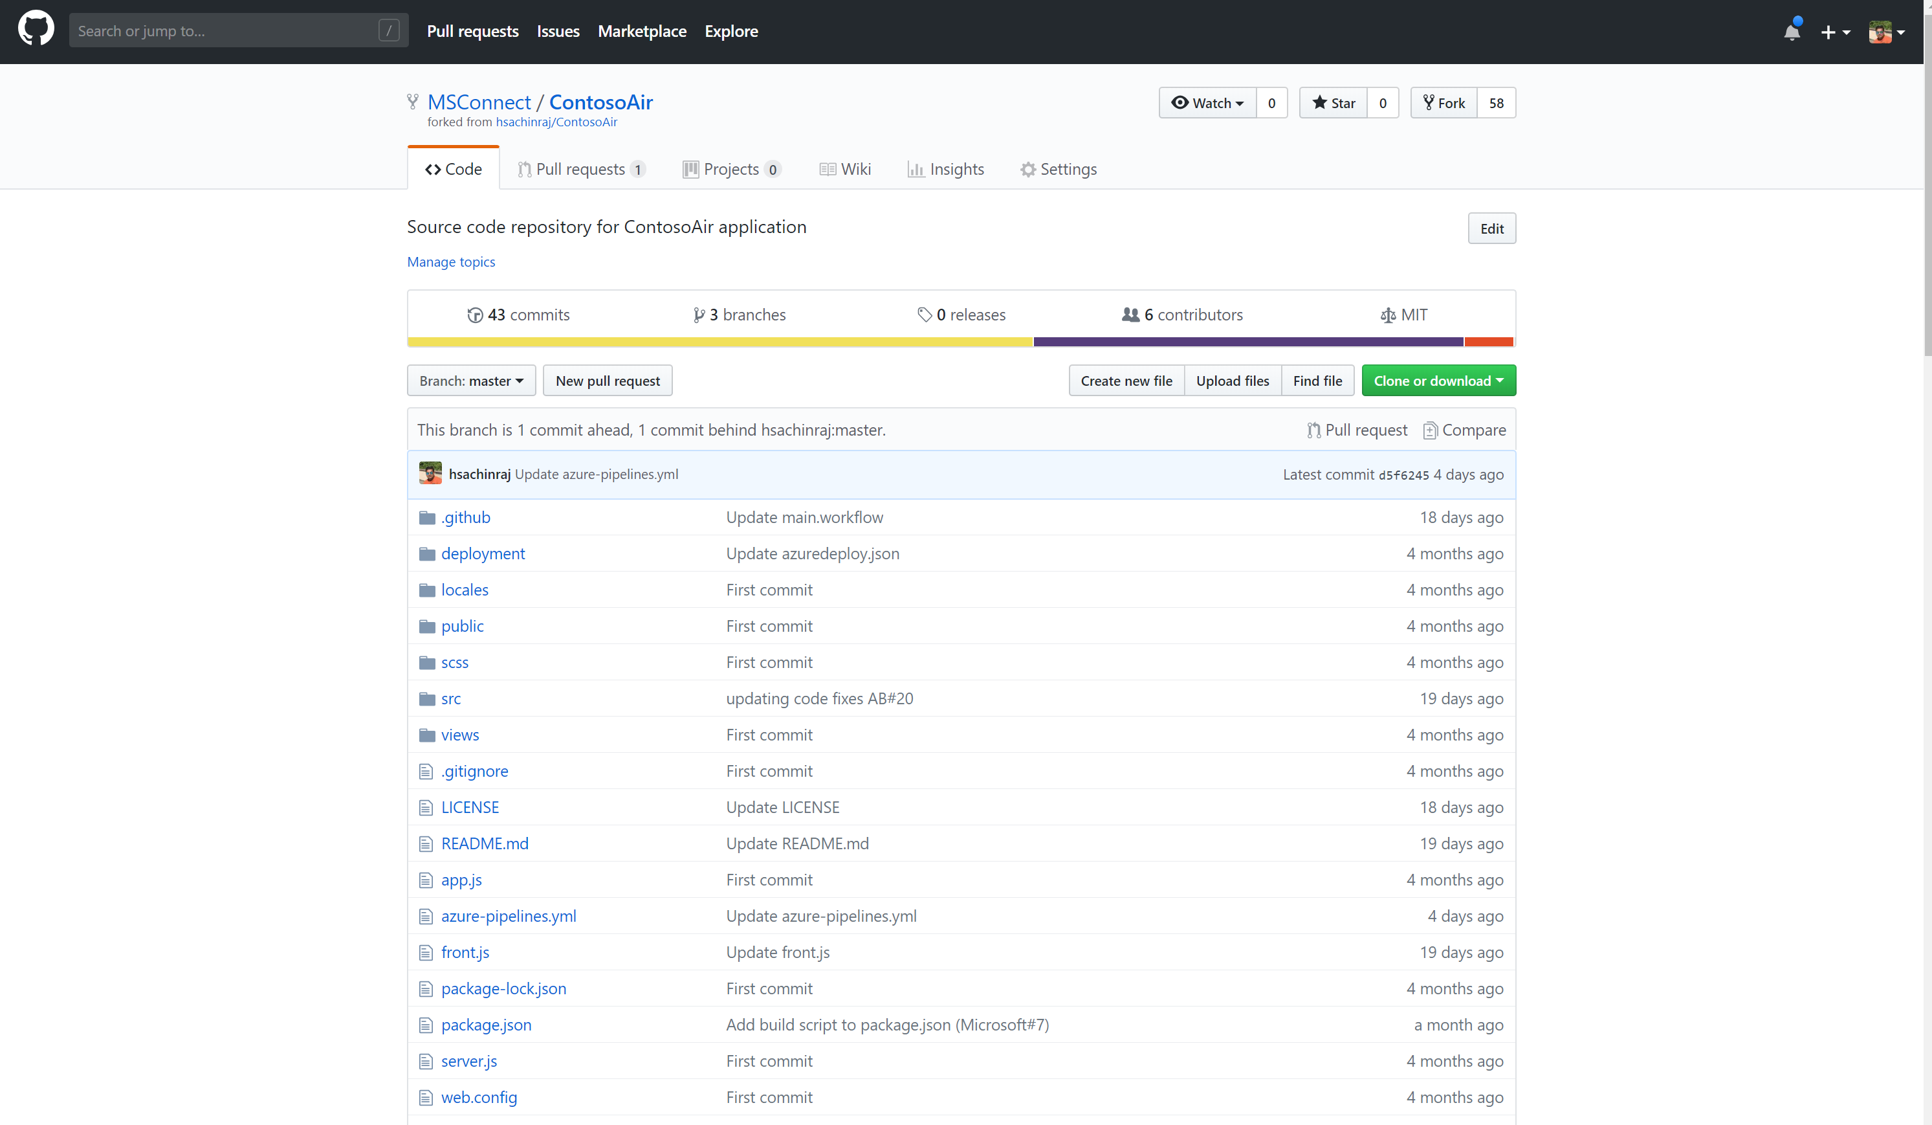 Search or jump to... / Pull requests Issues Marketplace Explore
MSConnect / ContosoAir Watch 0 Star 0 Fork 58
forked from hsachinraj/ContosoAir
Code Pull requests 1 Projects 0 Wiki Insights Settings
Source code repository for ContosoAir application Edit
Manage topics
43 commits 3 branches 0 releases 6 contributors MIT
Branch: master New pull request Create new file Upload files Find file Clone or download
This branch is 1 commit ahead, 1 commit behind hsachinraj:master. Pull request Compare
hsachinraj Update azure-pipelines.yml Latest commit d5f6245 4 days ago
.github Update main.workflow 18 days ago
deployment Update azuredeploy.json 4 months ago
locales First commit 4 months ago
public First commit 4 months ago
scss First commit 4 months ago
src updating code fixes AB#20 19 days ago
views First commit 4 months ago
.gitignore First commit 4 months ago
LICENSE Update LICENSE 18 days ago
README.md Update README.md 19 days ago
app.js First commit 4 months ago
azure-pipelines.yml Update azure-pipelines.yml 4 days ago
front.js Update front.js 19 days ago
package-lock.json First commit 4 months ago
package.json Add build script to package.json (Microsoft#7) a month ago
server.js First commit 4 months ago
web.config First commit 4 months ago